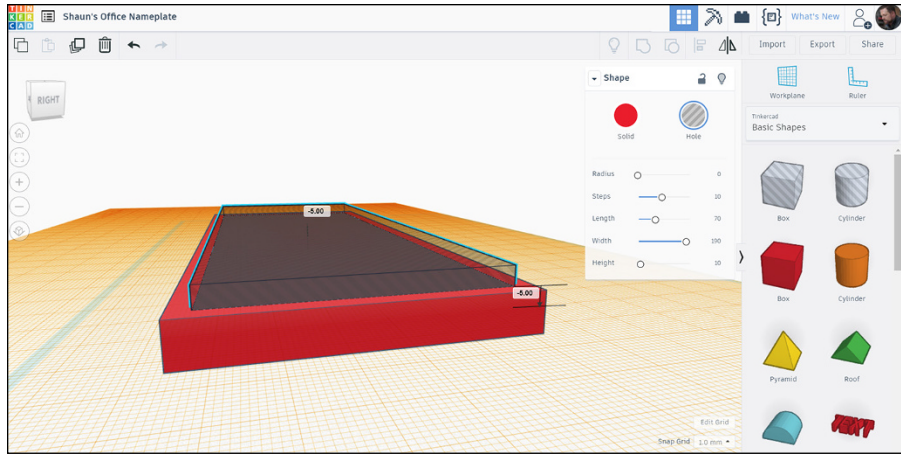 TIN
KER
CAD
Shaun's Office Nameplate
What's New
Import
Export
Share
RIGHT
Shape
Solid
Hole
Radius
0
Steps
10
Length
70
Width
190
Height
10
-5.00
-5.00
Workplane
Ruler
Tinkercad
Basic Shapes
Box
Cylinder
Box
Cylinder
Pyramid
Roof
TEXT
Edit Grid
Snap Grid 1.0 mm